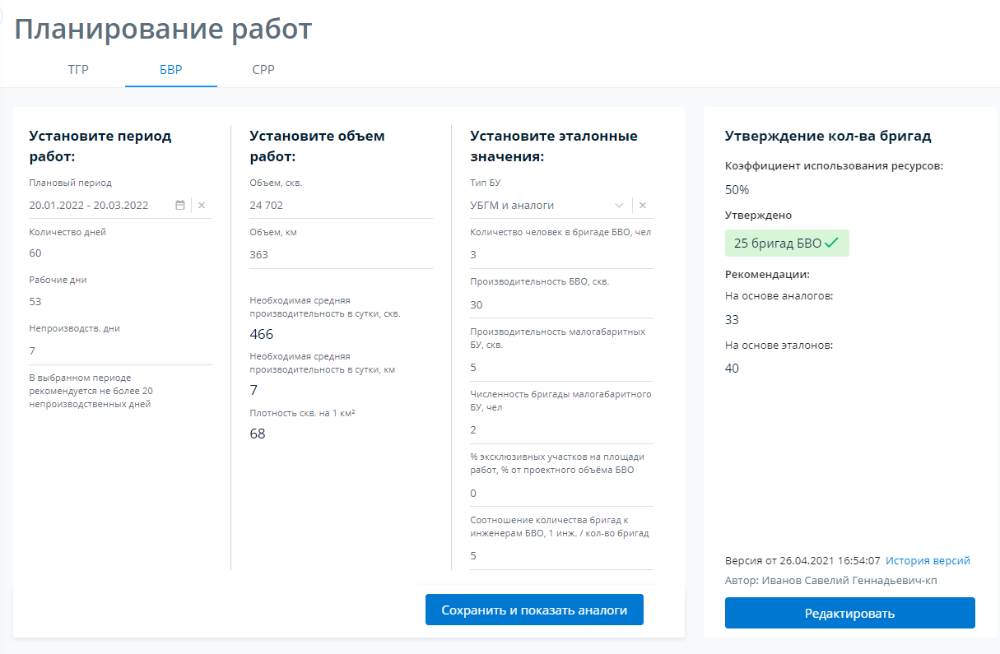 Планирование работ
ТГР
БВР
СРР
Установите период
работ:
Плановый период
20.01.2022 - 20.03.2022
Количество дней
60
Рабочие дни
53
Непроизводств. дни
7
В выбранном периоде
рекомендуется не более 20
непроизводственных дней
Установите объем
работ:
Объем, скв.
24 702
Объем, км
363
Необходимая средняя
производительность в сутки, скв.
466
Необходимая средняя
производительность в сутки, км
7
Плотность скв. на 1 км²
68
Установите эталонные
значения:
Тип БУ
УБГМ и аналоги
Количество человек в бригаде БВО, чел
3
Производительность БВО, скв.
30
Производительность малогабаритных
БУ, скв.
5
Численность бригады малогабаритного
БУ, чел
2
% эксклюзивных участков на площади
работ, % от проектного объёма БВО
0
Соотношение количества бригад к
инженерам БВО, 1 инж. / кол-во бригад
5
Сохранить и показать аналоги
Утверждение кол-ва бригад
Коэффициент использования ресурсов:
50%
Утверждено
25 бригад БВО
Рекомендации:
На основе аналогов:
33
На основе эталонов:
40
Версия от 26.04.2021 16:54:07 История версий
Автор: Иванов Савелий Геннадьевич-кп
Редактировать